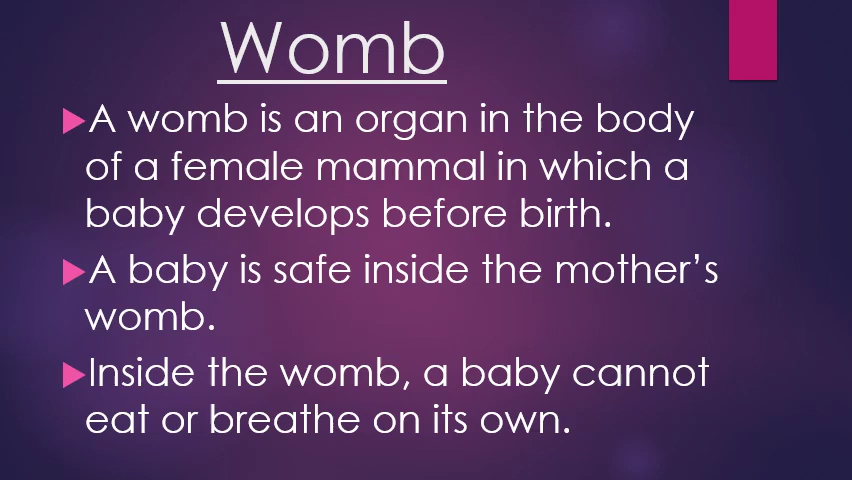 Womb
A womb is an organ in the body
of a female mammal in which a
baby develops before birth.
A baby is safe inside the mother’s
womb.
Inside the womb, a baby cannot
eat or breathe on its own.